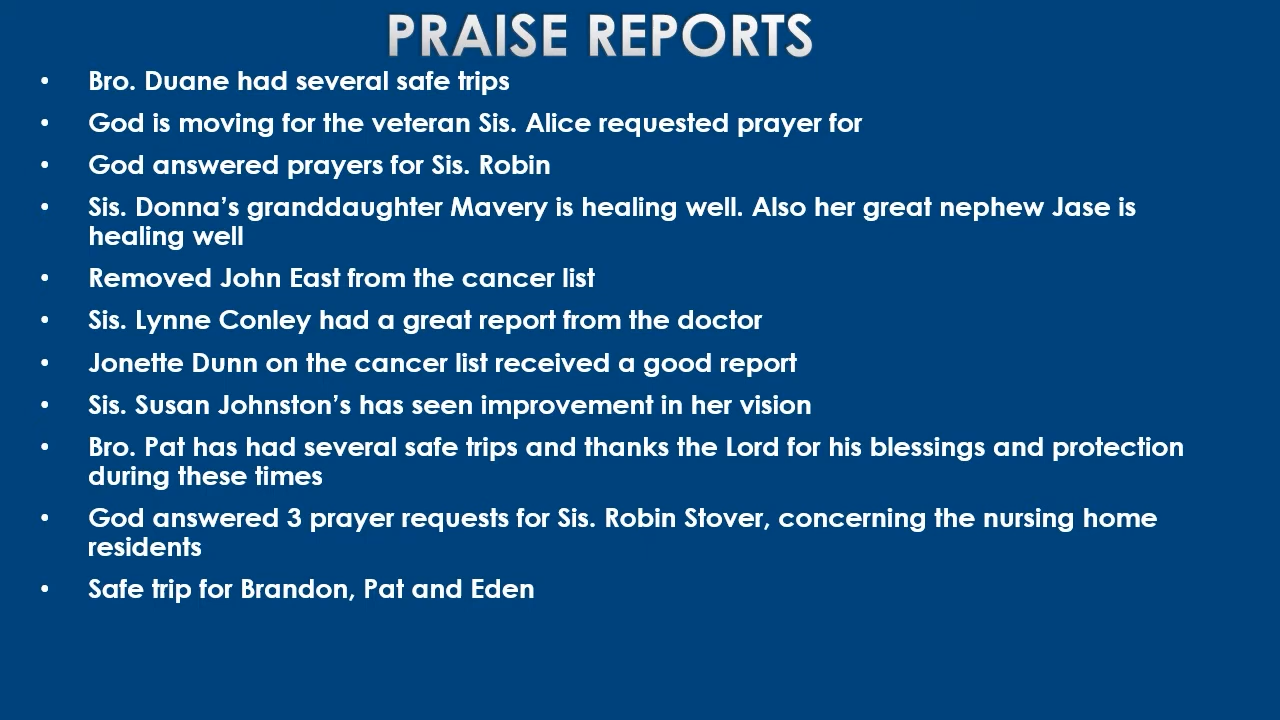 PRAISE REPORTS
• Bro. Duane had several safe trips
• God is moving for the veteran Sis. Alice requested prayer for
• God answered prayers for Sis. Robin
• Sis. Donna’s granddaughter Mavery is healing well. Also her great nephew Jase is
healing well
• Removed John East from the cancer list
• Sis. Lynne Conley had a great report from the doctor
• Jonette Dunn on the cancer list received a good report
• Sis. Susan Johnston’s has seen improvement in her vision
• Bro. Pat has had several safe trips and thanks the Lord for his blessings and protection
during these times
• God answered 3 prayer requests for Sis. Robin Stover, concerning the nursing home
residents
• Safe trip for Brandon, Pat and Eden